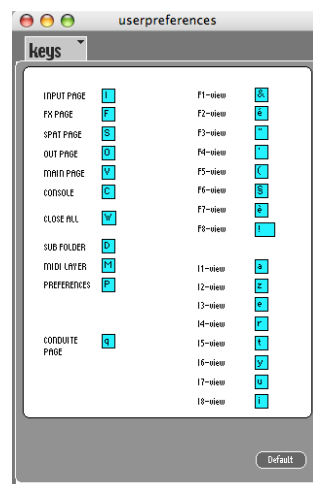 userpreferences
keys
INPUT PAGE I
FX PAGE F
SPAT PAGE S
OUT PAGE O
MAIN PAGE Y
CONSOLE C
CLOSE ALL W
SUB FOLDER D
MIDI LAYER M
PREFERENCES P
CONDUITE
PAGE q
F1-view &
F2-view é
F3-view "
F4-view '
F5-view (
F6-view §
F7-view è
F8-view !
I1-view a
I2-view z
I3-view e
I4-view r
I5-view t
I6-view y
I7-view u
I8-view i
Default